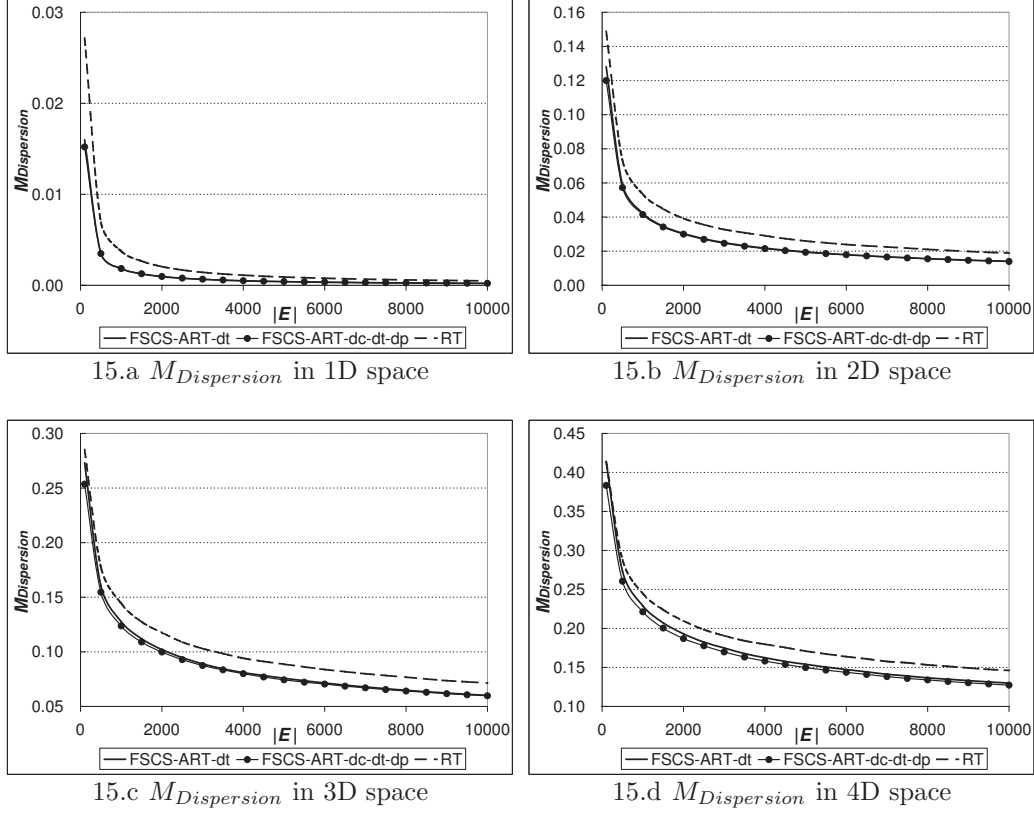 0.03
0.02
0.01
0.00
MDispersion
0 2000 4000 6000 8000 10000
|E|
FSCS-ART-dt FSCS-ART-dc-dt-dp RT
15.a MDispersion in 1D space
0.16
0.14
0.12
0.10
0.08
0.06
0.04
0.02
0.00
MDispersion
0 2000 4000 6000 8000 10000
|E|
FSCS-ART-dt FSCS-ART-dc-dt-dp RT
15.b MDispersion in 2D space
0.30
0.25
0.20
0.15
0.10
0.05
MDispersion
0 2000 4000 6000 8000 10000
|E|
FSCS-ART-dt FSCS-ART-dc-dt-dp RT
15.c MDispersion in 3D space
0.45
0.40
0.35
0.30
0.25
0.20
0.15
0.10
MDispersion
0 2000 4000 6000 8000 10000
|E|
FSCS-ART-dt FSCS-ART-dc-dt-dp RT
15.d MDispersion in 4D space